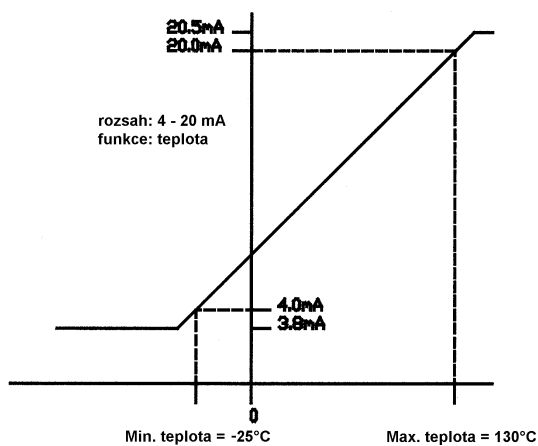 20.5mA
20.0mA
rozsah: 4 - 20 mA
funkce: teplota
4.0mA
3.8mA
0
Min. teplota = -25°C
Max. teplota = 130°C